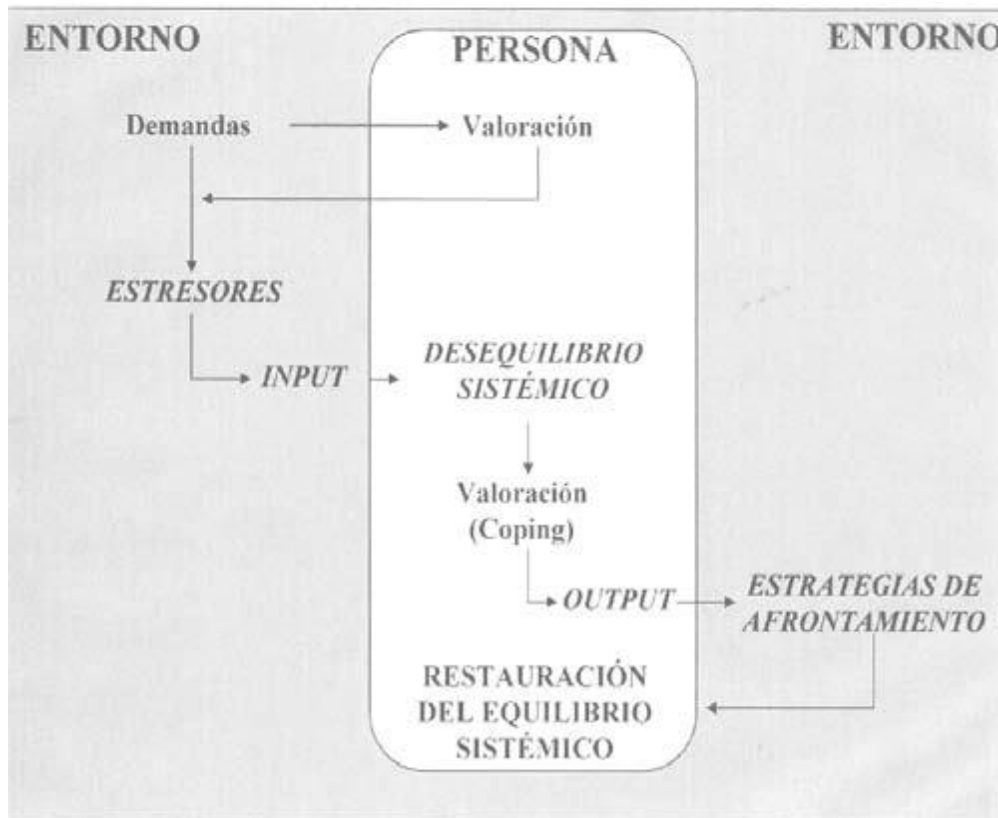 ENTORNO
PERSONA
ENTORNO
Demandas
Valoración
ESTRESORES
INPUT
DESEQUILIBRIO
SISTÉMICO
Valoración
(Coping)
OUTPUT
ESTRATEGIAS DE
AFRONTAMIENTO
RESTAURACIÓN
DEL EQUILIBRIO
SISTÉMICO